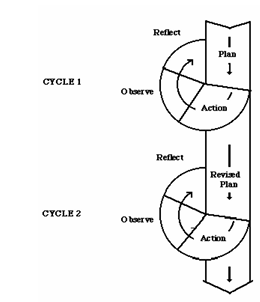 Reflect
Plan
CYCLE 1
Observe
Action
Reflect
Revised
Plan
CYCLE 2
Observe
Action